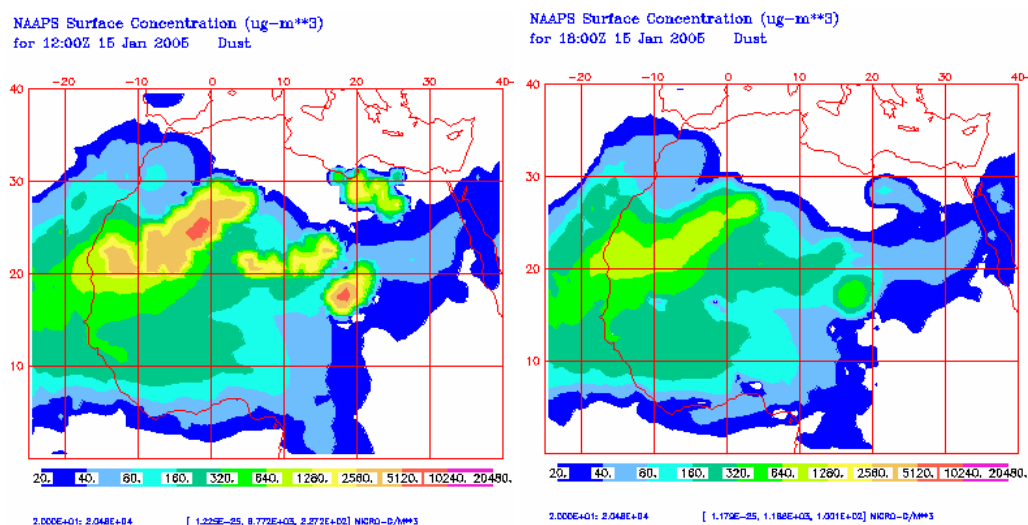 NAAPS Surface Concentration (ug-m**3)
for 12:00Z 15 Jan 2005 Dust
-20 -10 0 10 20 30 40-
40
30
20
10
20. 40. 80. 160. 320. 640. 1280. 2580. 5120. 10240. 20480.
2.000E+01: 2.048E+04 [ 1.225E-25, 8.772E+03, 2.272E+02] MICRO-G/M**3
NAAPS Surface Concentration (ug-m**3)
for 18:00Z 15 Jan 2005 Dust
-20 -10 0 10 20 30 40-
40
30
20
10
20. 40. 80. 160. 320. 640. 1280. 2580. 5120. 10240. 20480.
2.000E+01: 2.048E+04 [ 1.179E-25, 1.188E+03, 1.001E+02] MICRO-G/M**3